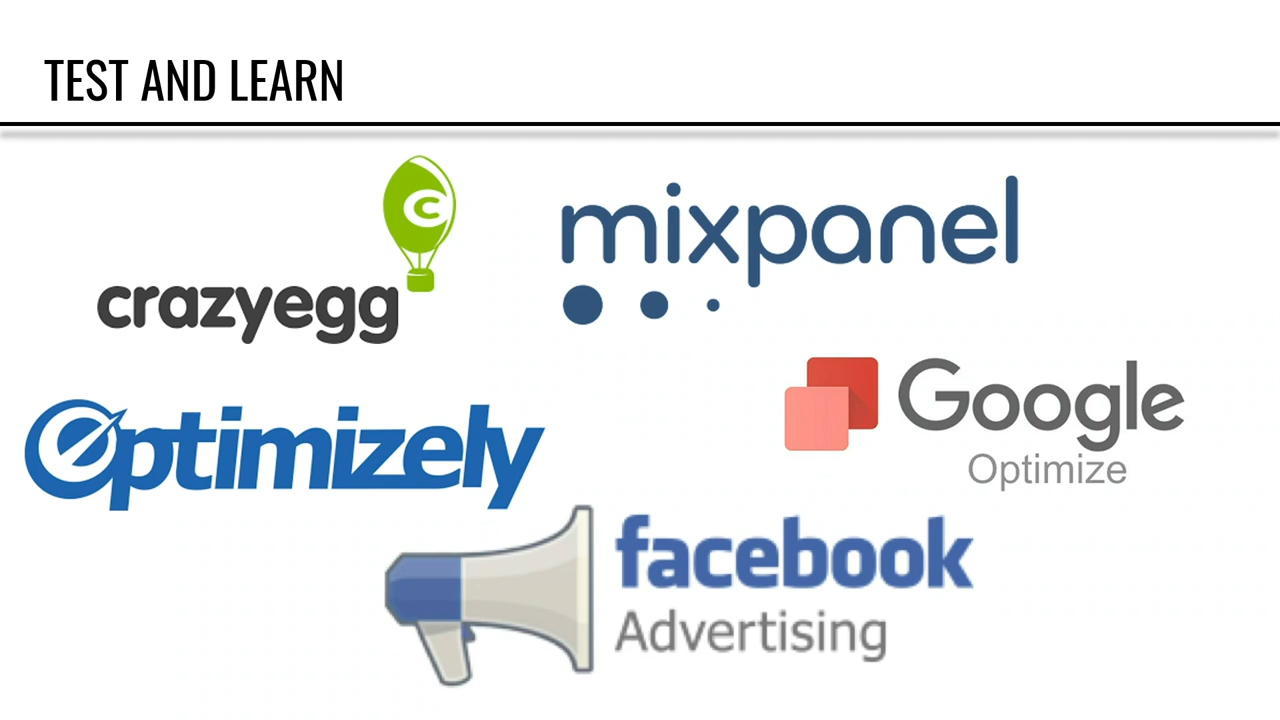 TEST AND LEARN
crazyegg
mixpanel
Optimizely
Google
Optimize
facebook
Advertising